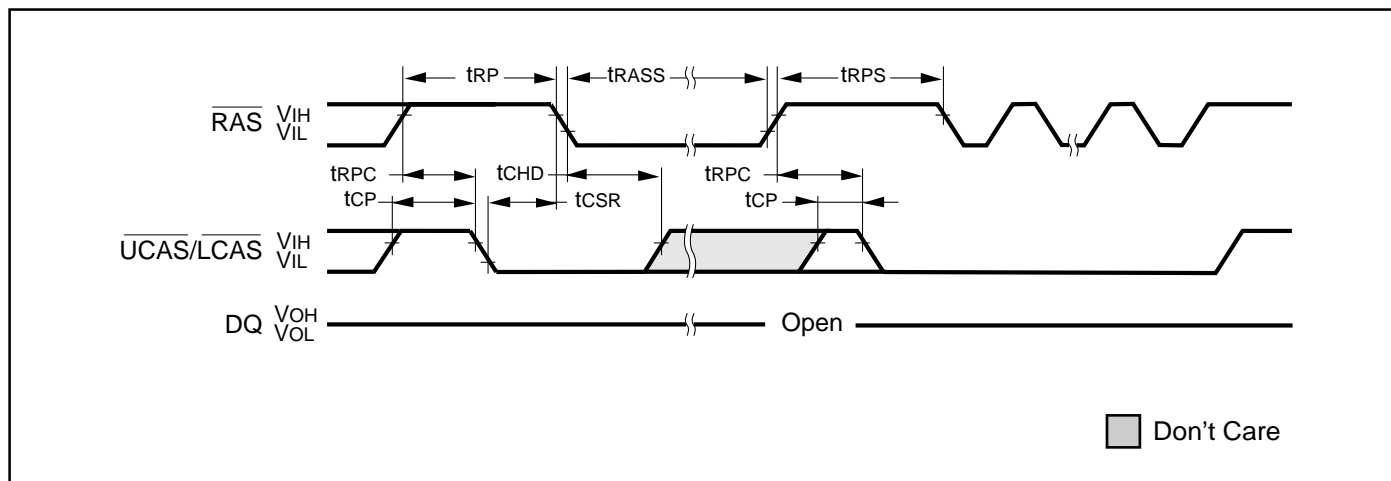 tRP tRASS tRPS
RAS VIH
VIL
tRPC tCHD tRPC
tCP tCSR tCP
UCAS/LCAS VIH
VIL
DQ VOH
VOL
Open
Don't Care